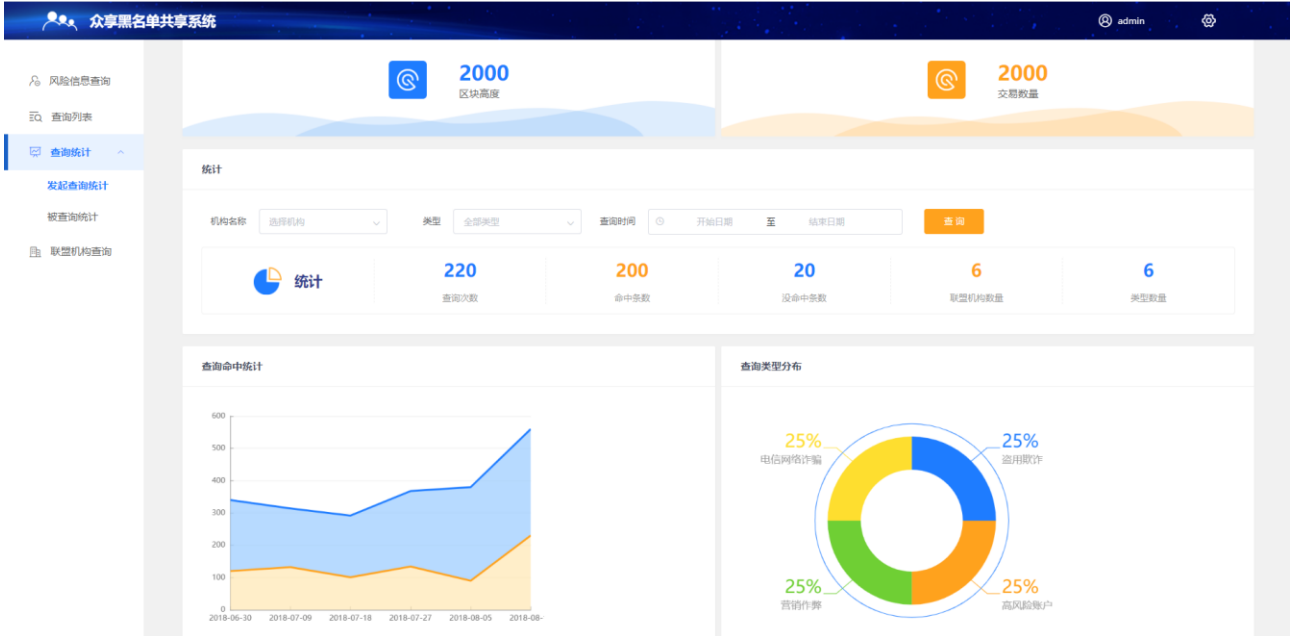 众享黑名单共享系统
admin
风险信息查询
查询列表
查询统计
发起查询统计
被查询统计
联盟机构查询
2000
区块高度
2000
交易数量
统计
机构名称 选择机构 类型 全部类型 查询时间 开始日期 至 结束日期 查询
统计
220
查询次数
200
命中条数
20
没命中条数
6
联盟机构数量
6
类型数量
查询命中统计
600
500
400
300
200
100
0
2018-06-30 2018-07-09 2018-07-18 2018-07-27 2018-08-05 2018-08-
查询类型分布
25%
电信网络诈骗
25%
盗用欺诈
25%
营销作弊
25%
高风险账户